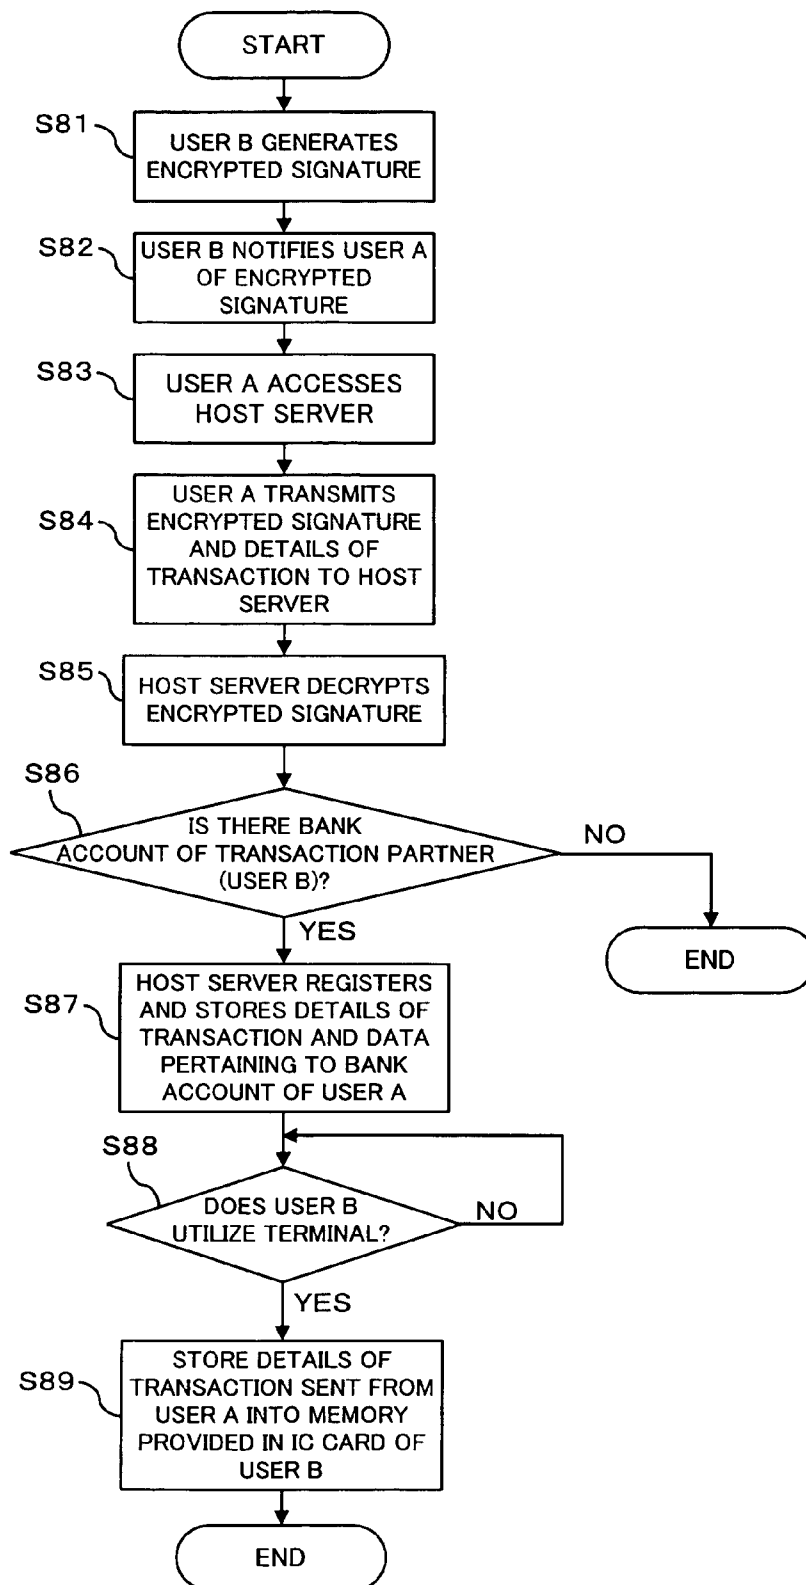 START
S81
USER B GENERATES
ENCRYPTED SIGNATURE
S82
USER B NOTIFIES USER A
OF ENCRYPTED
SIGNATURE
S83
USER A ACCESSES
HOST SERVER
S84
USER A TRANSMITS
ENCRYPTED SIGNATURE
AND DETAILS OF
TRANSACTION TO HOST
SERVER
S85
HOST SERVER DECRYPTS
ENCRYPTED SIGNATURE
S86
IS THERE BANK
ACCOUNT OF TRANSACTION PARTNER
(USER B)?
NO
YES
END
S87
HOST SERVER REGISTERS
AND STORES DETAILS OF
TRANSACTION AND DATA
PERTAINING TO BANK
ACCOUNT OF USER A
S88
DOES USER B
UTILIZE TERMINAL?
NO
YES
S89
STORE DETAILS OF
TRANSACTION SENT FROM
USER A INTO MEMORY
PROVIDED IN IC CARD OF
USER B
END